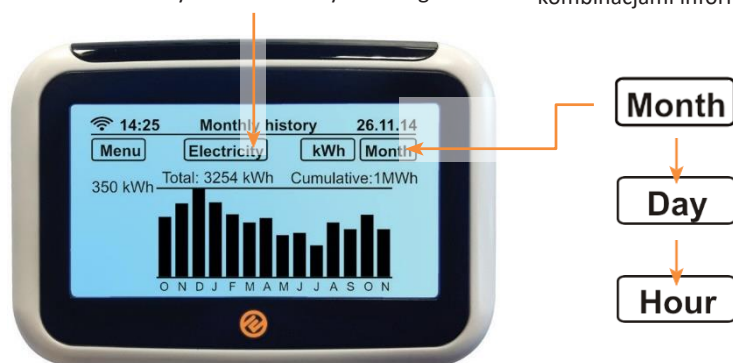 14:25 Monthly history 26.11.14
Menu Electricity kWh Month
Total: 3254 kWh Cumulative:1MWh
350 kWh
O N D J F M A M J J A S O N
Month
Day
Hour